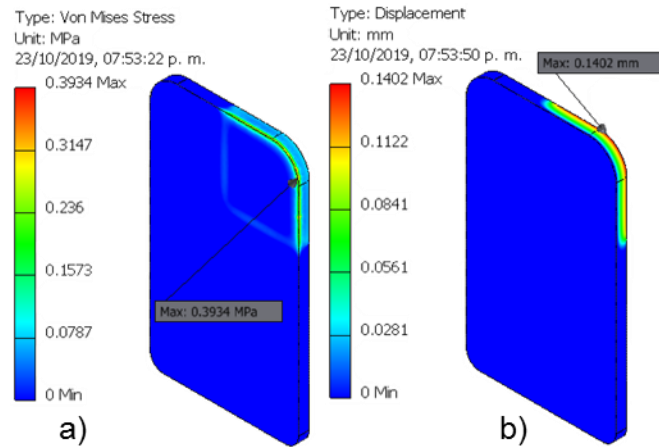 Type: Von Mises Stress
Unit: MPa
23/10/2019, 07:53:22 p. m.
0.3934 Max
0.3147
0.236
0.1573
0.0787
0 Min
Max: 0.3934 MPa
a)
Type: Displacement
Unit: mm
23/10/2019, 07:53:50 p. m.
Max: 0.1402 mm
0.1402 Max
0.1122
0.0841
0.0561
0.0281
0 Min
b)